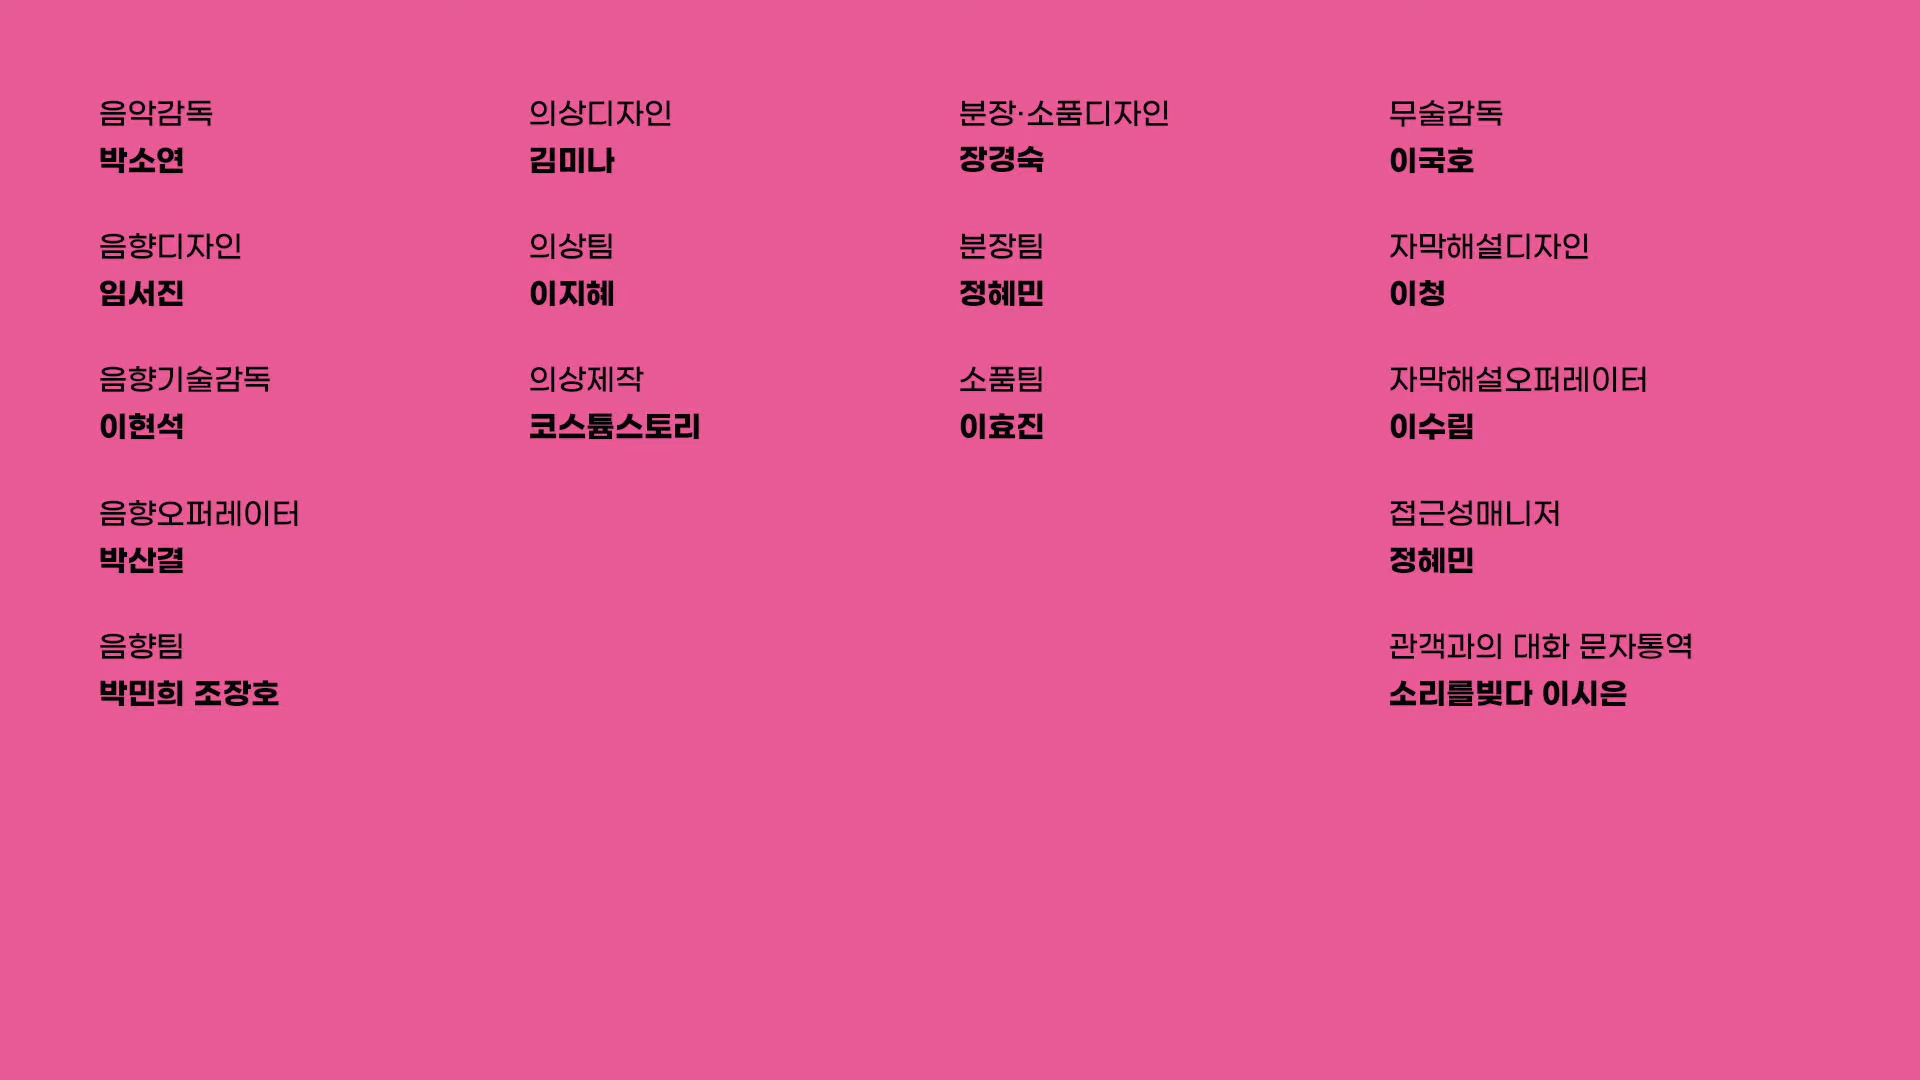 음악감독
박소연
음향디자인
임서진
음향기술감독
이현석
음향오퍼레이터
박산결
음향팀
박민희 조장호
의상디자인
김미나
의상팀
이지혜
의상제작
코스튬스토리
분장·소품디자인
장경숙
분장팀
정혜민
소품팀
이효진
무술감독
이국호
자막해설디자인
이청
자막해설오퍼레이터
이수림
접근성매니저
정혜민
관객과의 대화 문자통역
소리를빚다 이시은